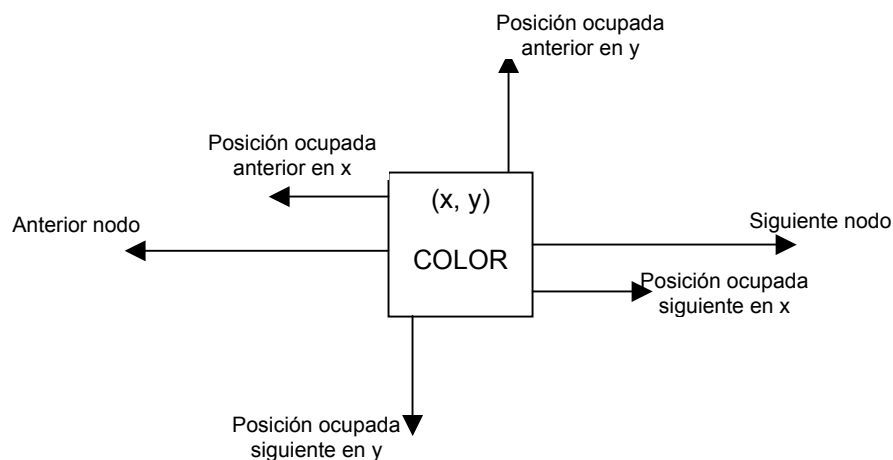 Posición ocupada
anterior en y
Posición ocupada
anterior en x
(x, y)
Anterior nodo
Siguiente nodo
COLOR
Posición ocupada
siguiente en x
Posición ocupada
siguiente en y